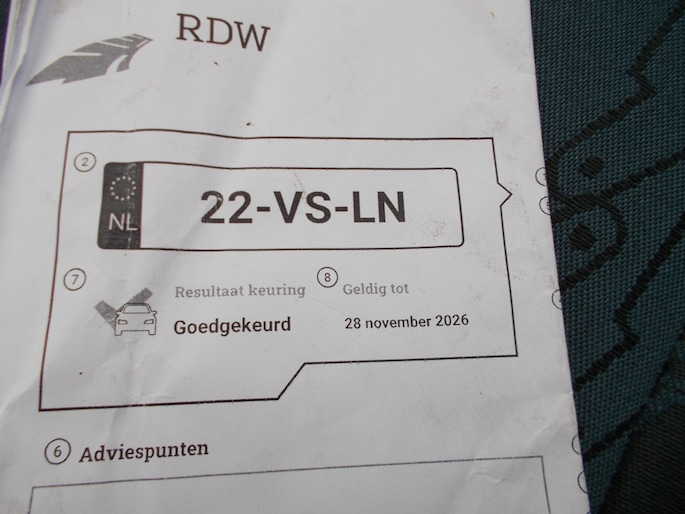 RDW
2
NL
22-VS-LN
7
Resultaat keuring
8
Geldig tot
Goedgekeurd
28 november 2026
6 Adviespunten